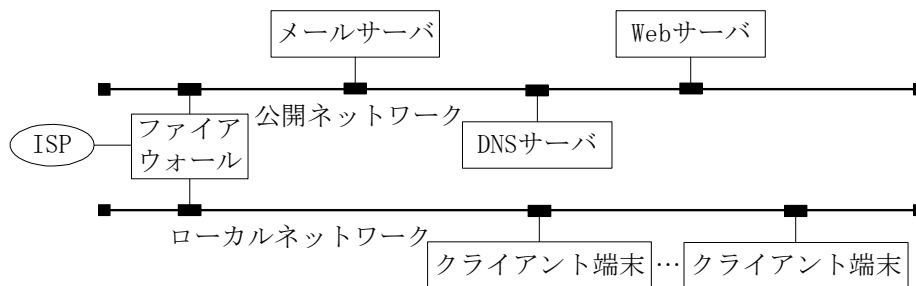 メールサーバ
Webサーバ
公開ネットワーク
ISP
ファイア
ウォール
DNSサーバ
ローカルネットワーク
クライアント端末
…
クライアント端末